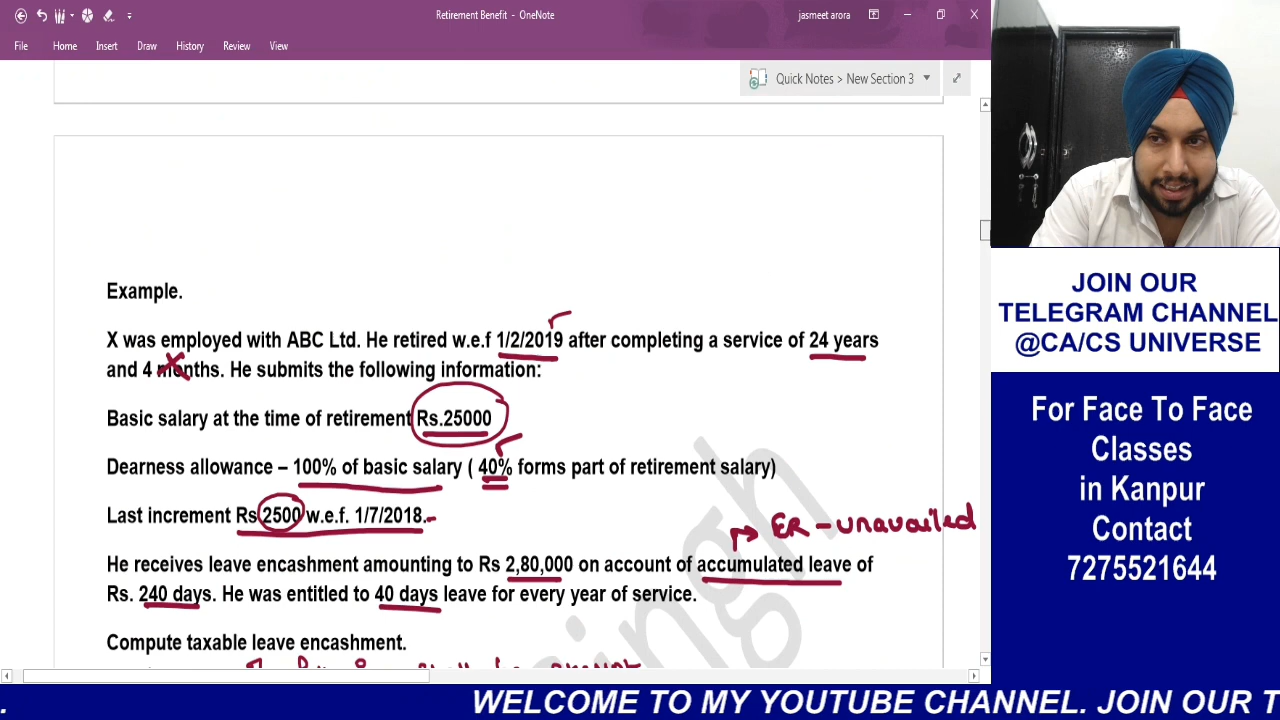 Retirement Benefit - OneNote
jasmeet arora
File Home Insert Draw History Review View
Quick Notes > New Section 3
Example.
X was employed with ABC Ltd. He retired w.e.f 1/2/2019 after completing a service of 24 years
and 4 months. He submits the following information:
Basic salary at the time of retirement Rs.25000
Dearness allowance – 100% of basic salary ( 40% forms part of retirement salary)
Last increment Rs 2500 w.e.f. 1/7/2018.
ER - unavailed
He receives leave encashment amounting to Rs 2,80,000 on account of accumulated leave of
Rs. 240 days. He was entitled to 40 days leave for every year of service.
Compute taxable leave encashment.
JOIN OUR
TELEGRAM CHANNEL
@CA/CS UNIVERSE
For Face To Face
Classes
in Kanpur
Contact
7275521644
. WELCOME TO MY YOUTUBE CHANNEL. JOIN OUR T